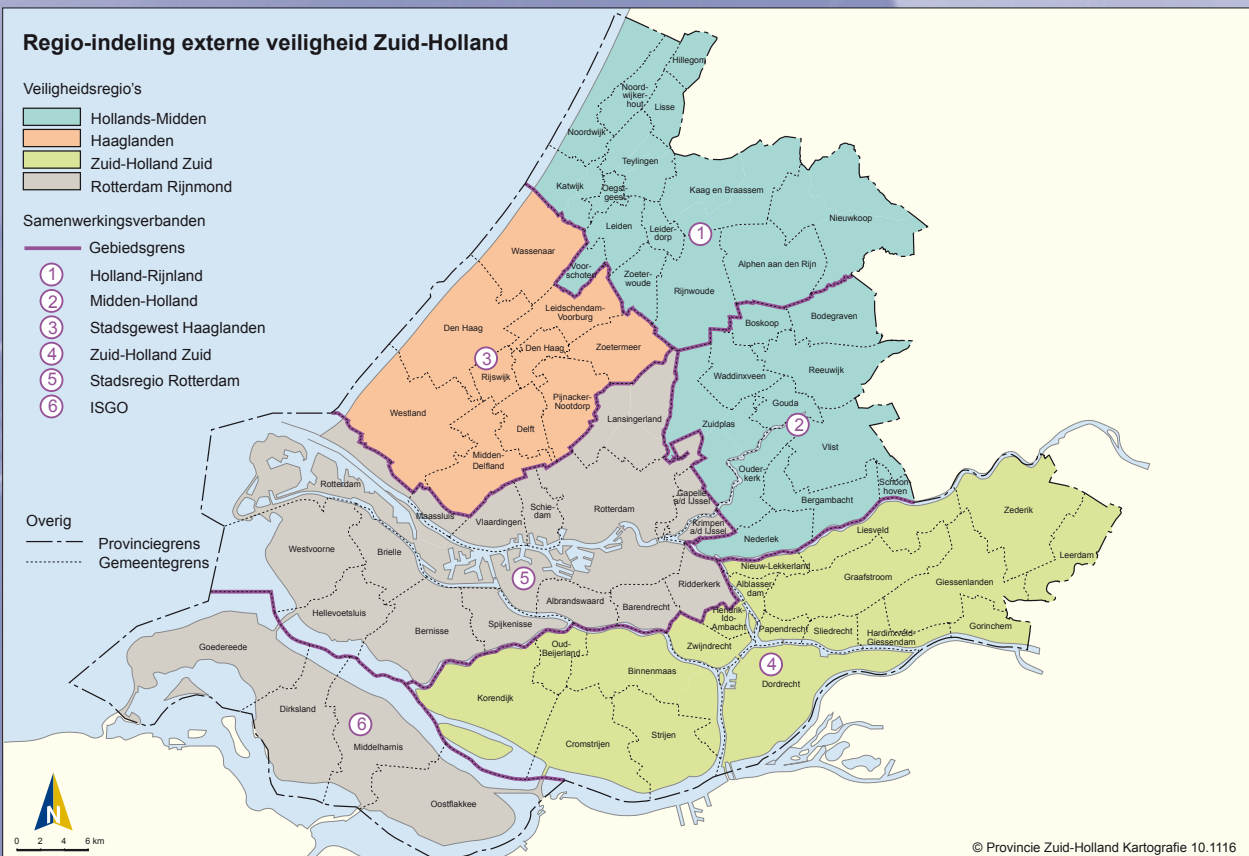 Regio-indeling externe veiligheid Zuid-Holland
Veiligheidsregio's
Hollands-Midden
Haaglanden
Zuid-Holland Zuid
Rotterdam Rijnmond
Samenwerkingsverbanden
Gebiedsgrens
1 Holland-Rijnland
2 Midden-Holland
3 Stadsgewest Haaglanden
4 Zuid-Holland Zuid
5 Stadsregio Rotterdam
6 ISGO
Overig
Provinciegrens
Gemeentegrens
Hillegom
Noord-
wijker-
hout
Lisse
Noordwijk
Teylingen
Katwijk
Oegst-
geest
Kaag en Braassem
Nieuwkoop
Leiden
Leider-
dorp
1
Wassenaar
Voor-
schoten
Zoeter-
woude
Alphen aan den Rijn
Rijnwoude
Leidschendam-
Voorburg
Den Haag
Den Haag
Zoetermeer
3
Rijswijk
Pijnacker-
Nootdorp
Westland
Delft
Midden-
Delfland
Boskoop
Bodegraven
Waddinxveen
Reeuwijk
Gouda
2
Zuidplas
Vlist
Ouder-
kerk
Bergambacht
Schoon-
hoven
Nederlek
Lansingerland
Rotterdam
Maassluis
Vlaardingen
Schie-
dam
Rotterdam
Capelle
a/d IJssel
Krimpen
a/d IJssel
Westvoorne
Brielle
5
Hellevoetsluis
Bernisse
Spijkenisse
Albrandswaard
Barendrecht
Ridderkerk
Liesveld
Zederik
Leerdam
Nieuw-Lekkerland
Alblasser-
dam
Graafstroom
Giessenlanden
Hendrik-
Ido-
Ambacht
Papendrecht
Sliedrecht
Hardinxveld-
Giessendam
Gorinchem
Zwijndrecht
4
Dordrecht
Oud-
Beijerland
Binnenmaas
Korendijk
Cromstrijen
Strijen
Goedereede
Dirksland
6
Middelharnis
Oostflakkee
N
0 2 4 6 km
© Provincie Zuid-Holland Kartografie 10.1116